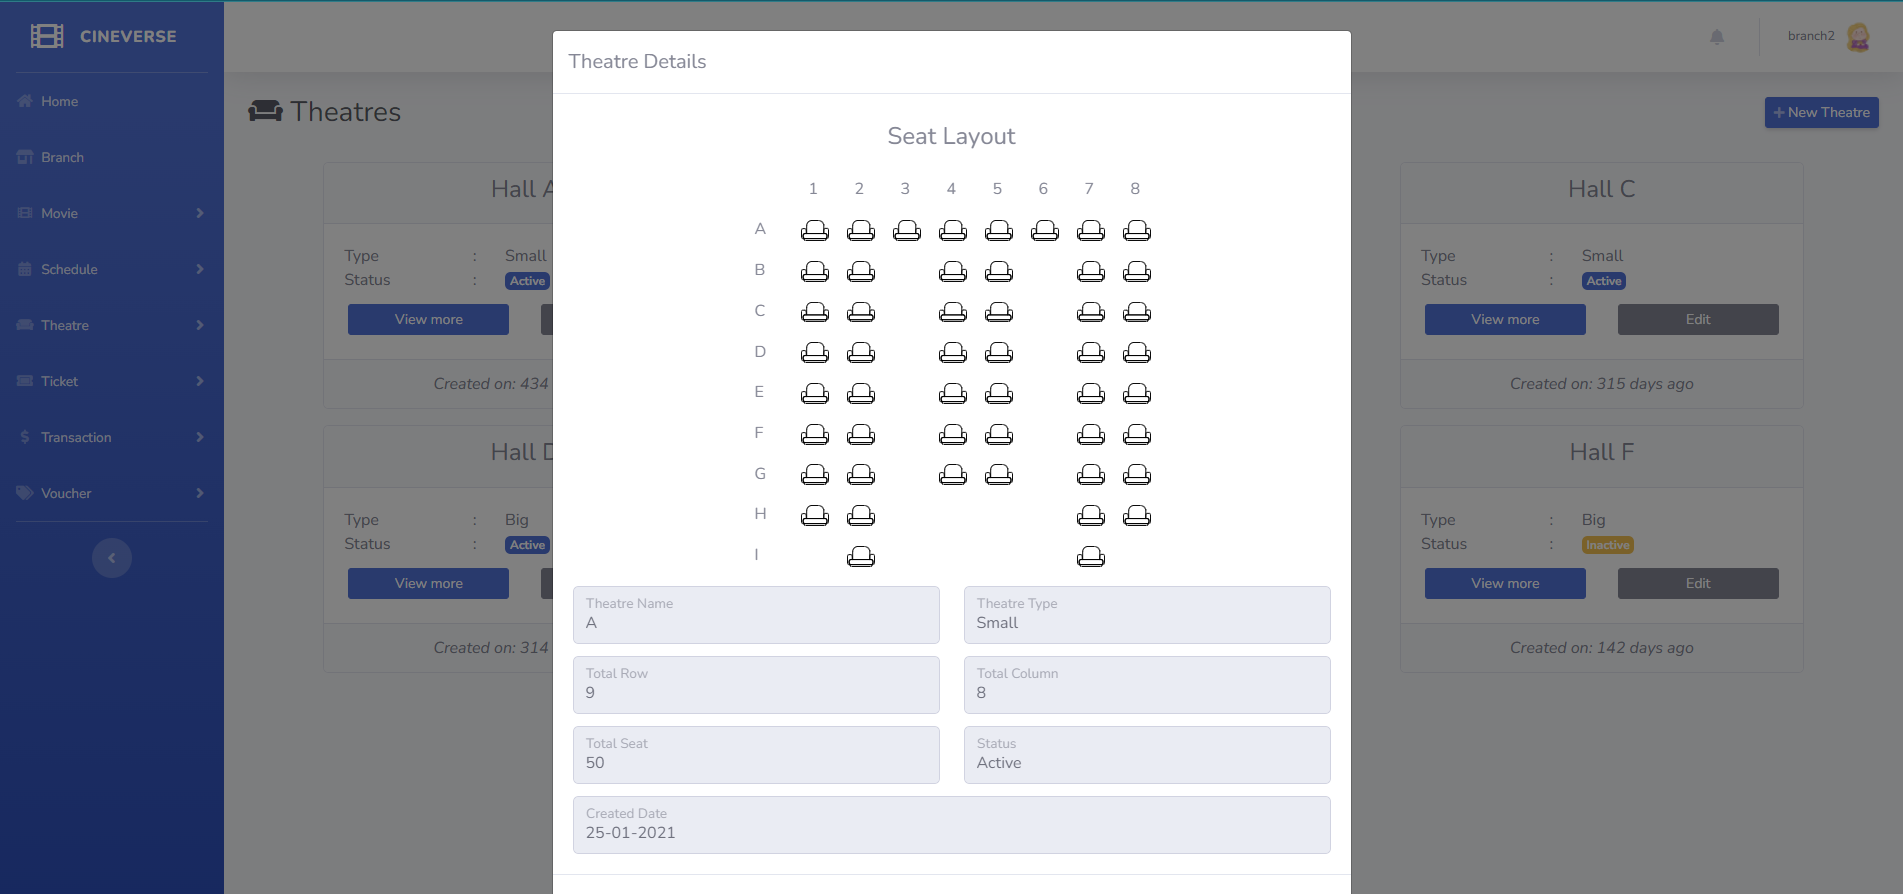 CINEVERSE
branch2
Home
Branch
Movie
Schedule
Theatre
Ticket
Transaction
Voucher
Theatres
+ New Theatre
Hall A
Type : Small
Status : Active
View more
Created on: 434
Hall C
Type : Small
Status : Active
View more Edit
Created on: 315 days ago
Hall D
Type : Big
Status : Active
View more
Created on: 314
Hall F
Type : Big
Status : Inactive
View more Edit
Created on: 142 days ago
Theatre Details
Seat Layout
1 2 3 4 5 6 7 8
A
B
C
D
E
F
G
H
I
Theatre Name
A
Theatre Type
Small
Total Row
9
Total Column
8
Total Seat
50
Status
Active
Created Date
25-01-2021